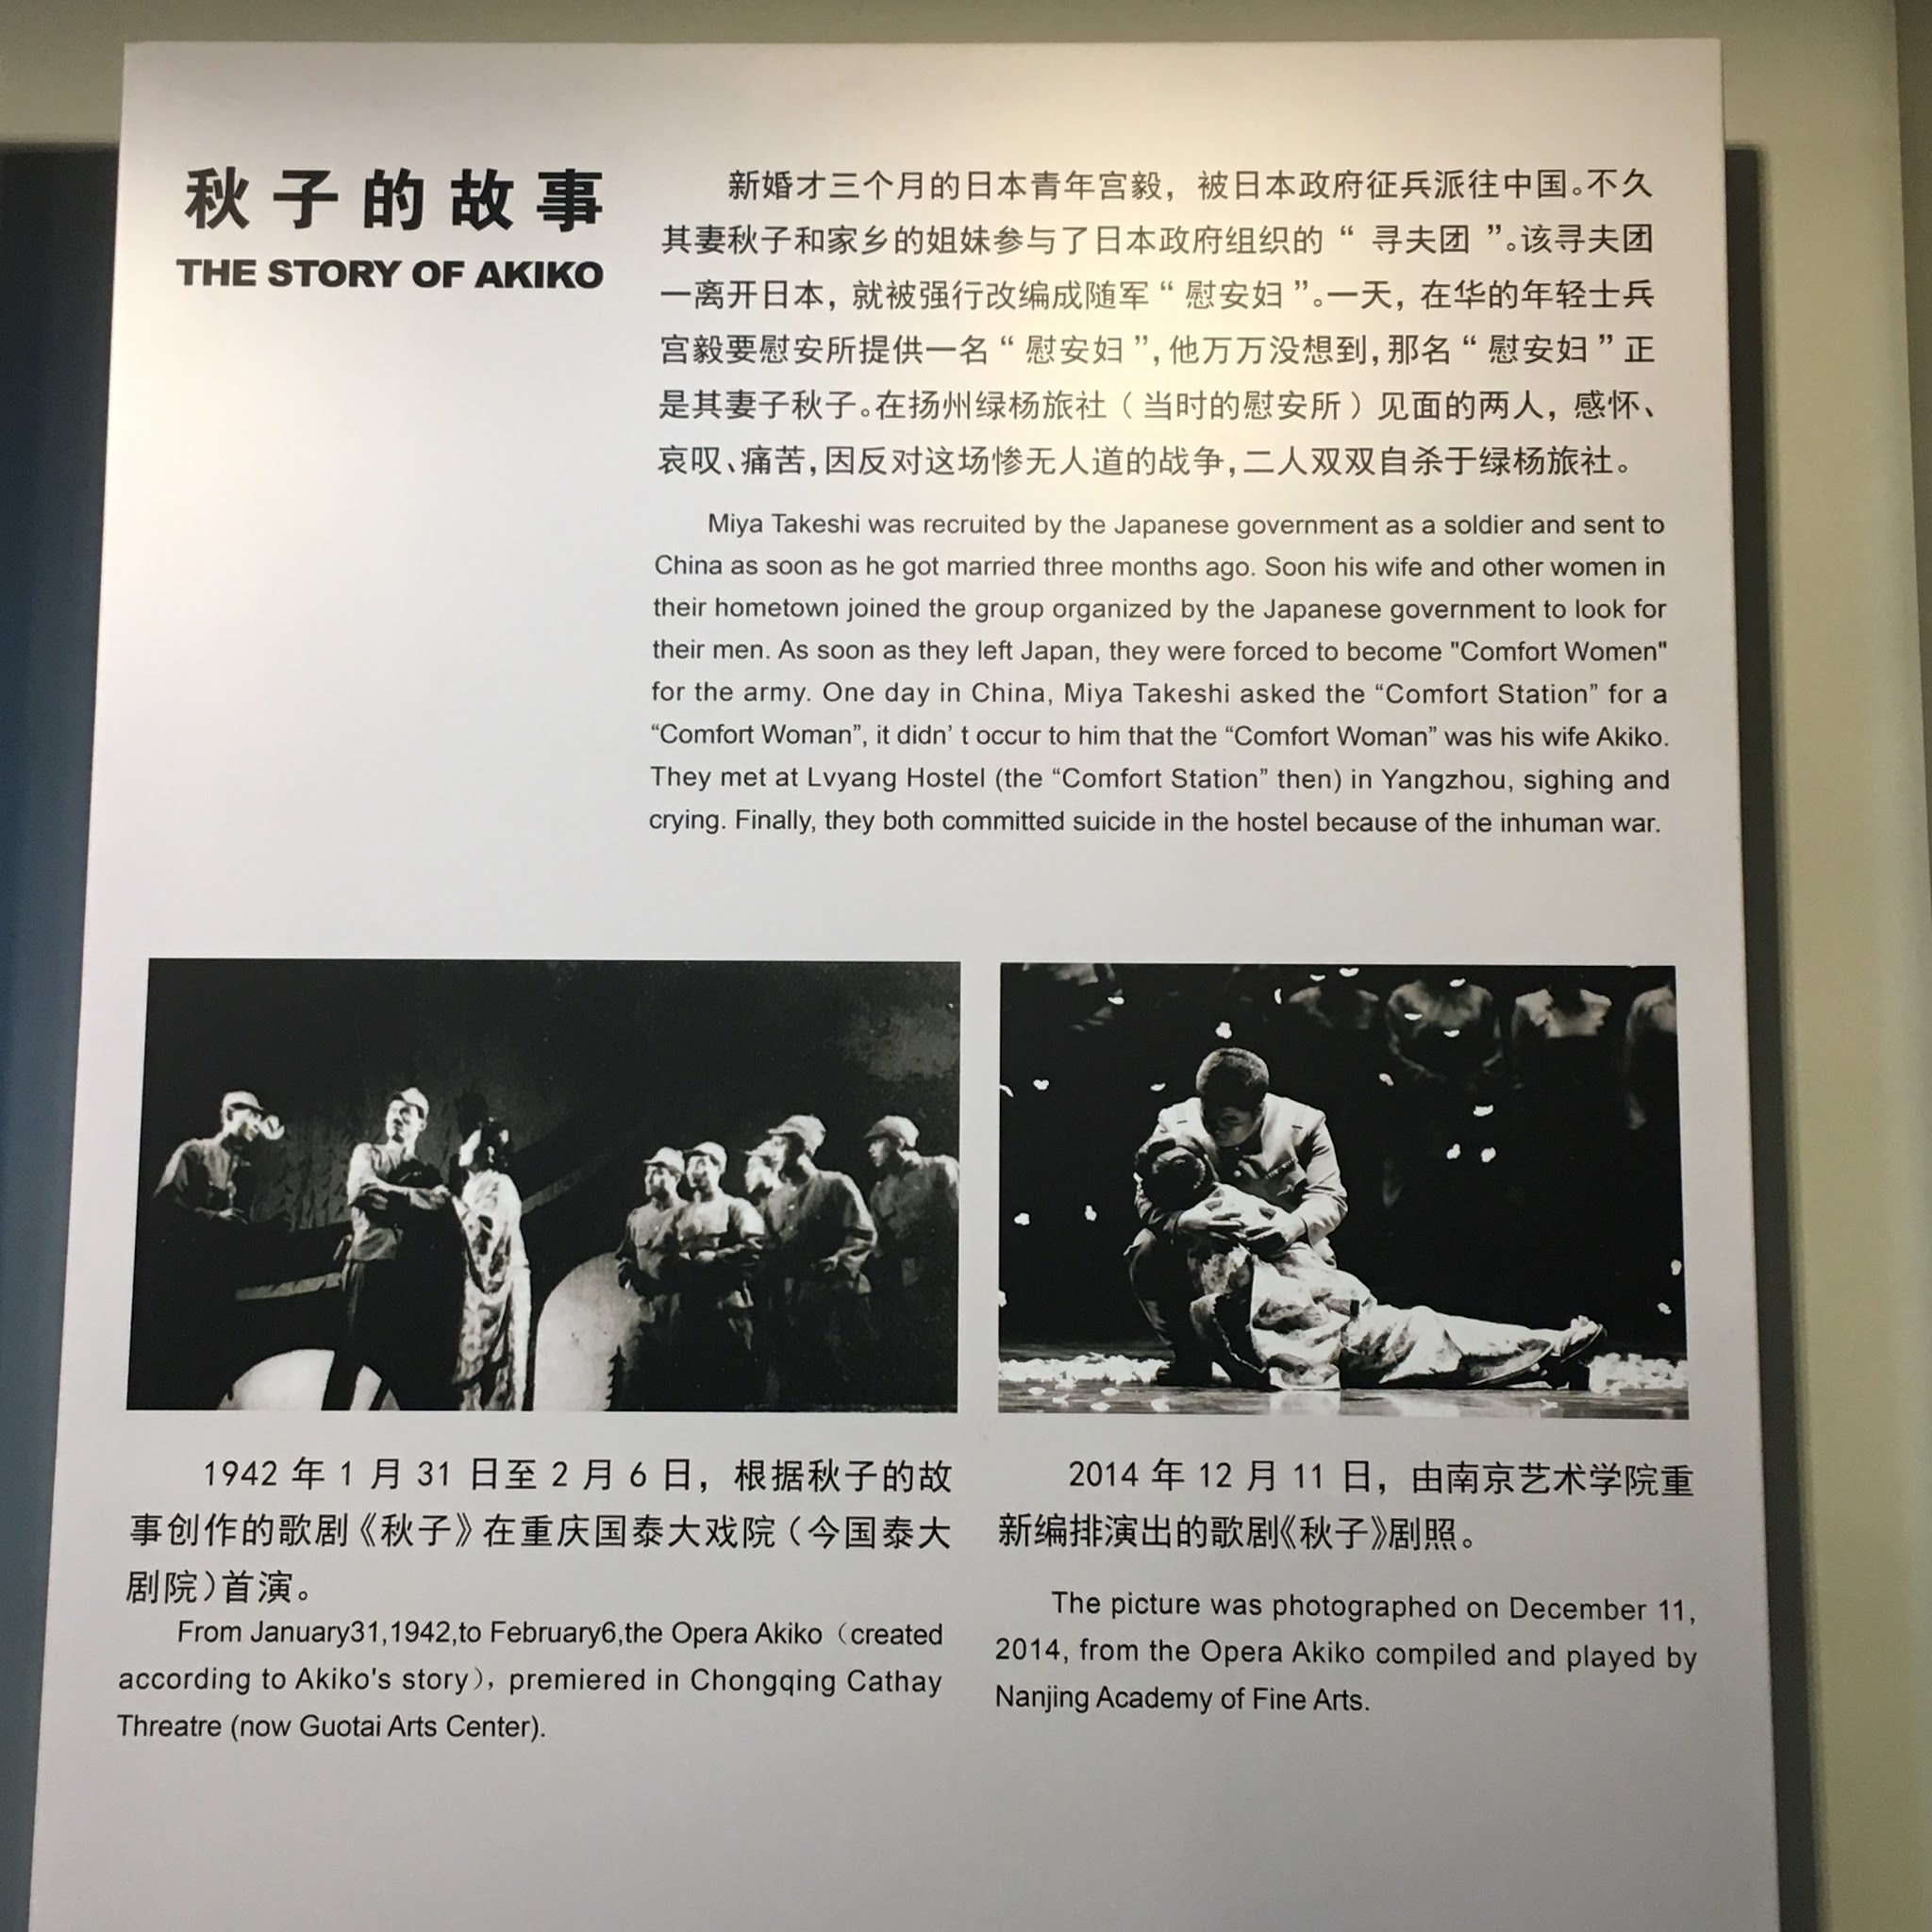 秋子的故事
THE STORY OF AKIKO
新婚才三个月的日本青年宫毅，被日本政府征兵派往中国。不久
其妻秋子和家乡的姐妹参与了日本政府组织的“ 寻夫团 ”。该寻夫团
一离开日本，就被强行改编成随军“ 慰安妇 ”。一天，在华的年轻士兵
宫毅要慰安所提供一名“ 慰安妇 ”，他万万没想到，那名“ 慰安妇 ”正
是其妻子秋子。在扬州绿杨旅社（当时的慰安所）见面的两人，感怀、
哀叹、痛苦，因反对这场惨无人道的战争，二人双双自杀于绿杨旅社。
Miya Takeshi was recruited by the Japanese government as a soldier and sent to
China as soon as he got married three months ago. Soon his wife and other women in
their hometown joined the group organized by the Japanese government to look for
their men. As soon as they left Japan, they were forced to become "Comfort Women"
for the army. One day in China, Miya Takeshi asked the “Comfort Station” for a
“Comfort Woman”, it didn’ t occur to him that the “Comfort Woman” was his wife Akiko.
They met at Lvyang Hostel (the “Comfort Station” then) in Yangzhou, sighing and
crying. Finally, they both committed suicide in the hostel because of the inhuman war.
1942 年 1 月 31 日至 2 月 6 日，根据秋子的故
事创作的歌剧《秋子》在重庆国泰大戏院（今国泰大
剧院）首演。
From January31,1942,to February6,the Opera Akiko（created
according to Akiko's story），premiered in Chongqing Cathay
Threatre (now Guotai Arts Center).
2014 年 12 月 11 日，由南京艺术学院重
新编排演出的歌剧《秋子》剧照。
The picture was photographed on December 11,
2014, from the Opera Akiko compiled and played by
Nanjing Academy of Fine Arts.